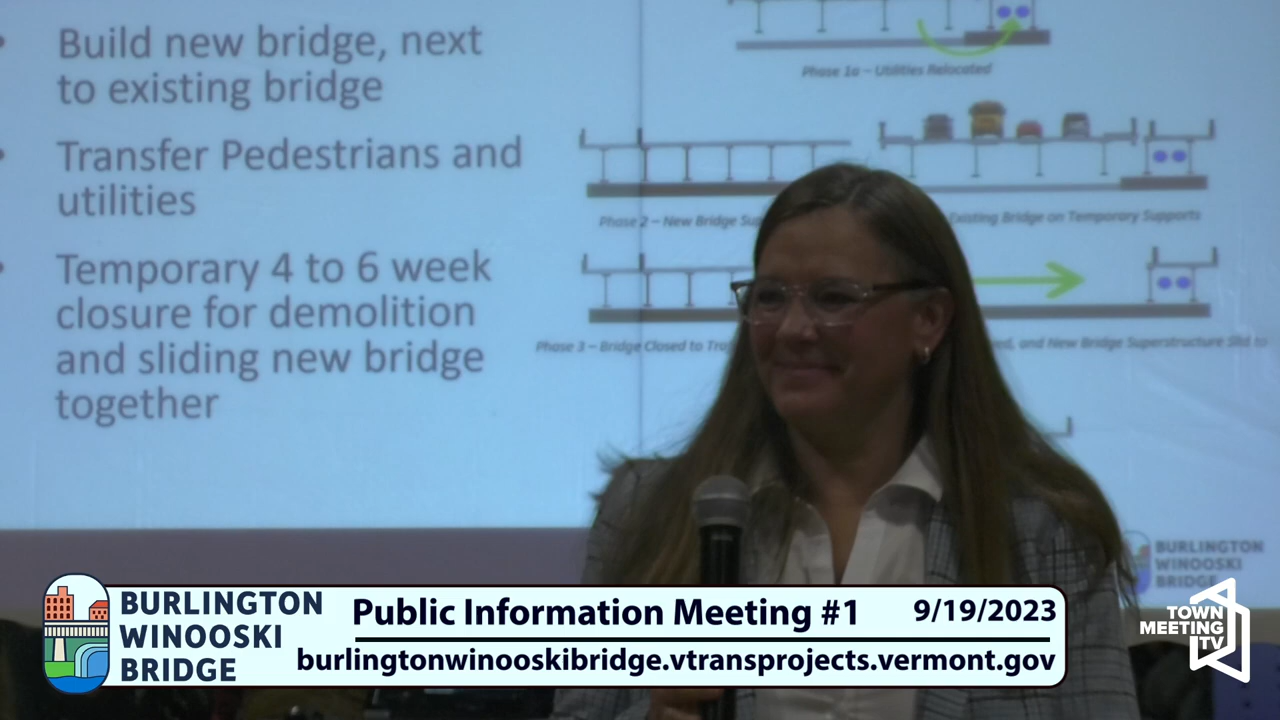 Build new bridge, next
to existing bridge
Transfer Pedestrians and
utilities
Temporary 4 to 6 week
closure for demolition
and sliding new bridge
together
Phase 1a – Utilities Relocated
Phase 2 – New Bridge
Existing Bridge on Temporary Supports
Phase 3 – Bridge Closed to
and New Bridge Superstructure Slid
BURLINGTON
WINOOSKI
BRIDGE
BURLINGTON
WINOOSKI
BRIDGE
Public Information Meeting #1
9/19/2023
burlingtonwinooskibridge.vtransprojects.vermont.gov
TOWN
MEETING
TV